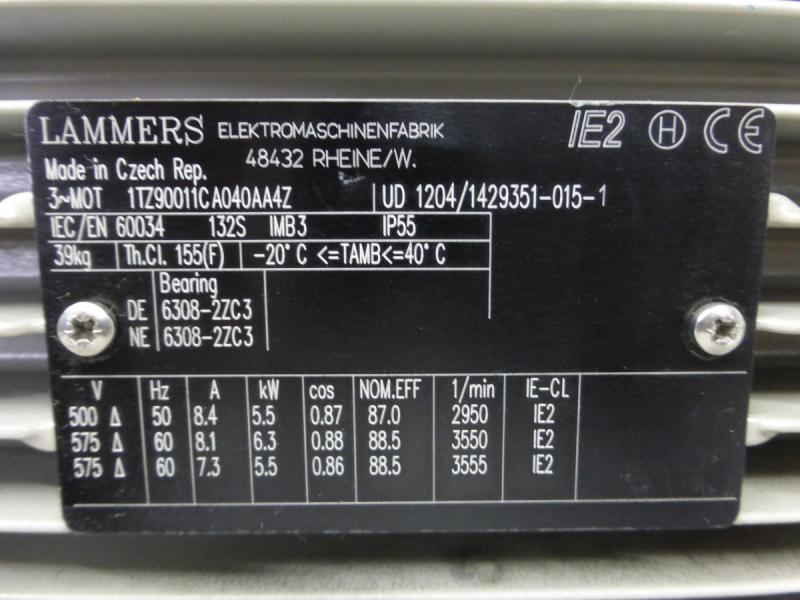 LAMMERS ELEKTROMASCHINENFABRIK IE2 H CE
48432 RHEINE/W.
Made in Czech Rep.
3~MOT 1TZ90011CA040AA4Z UD 1204/1429351-015-1
IEC/EN 60034 132S IMB3 IP55
39kg Th.Cl. 155(F) -20° C <=TAMB<=40° C
Bearing
DE 6308-2ZC3
NE 6308-2ZC3
V Hz A kW cos NOM.EFF 1/min IE-CL
500 Δ 50 8.4 5.5 0.87 87.0 2950 IE2
575 Δ 60 8.1 6.3 0.88 88.5 3550 IE2
575 Δ 60 7.3 5.5 0.86 88.5 3555 IE2